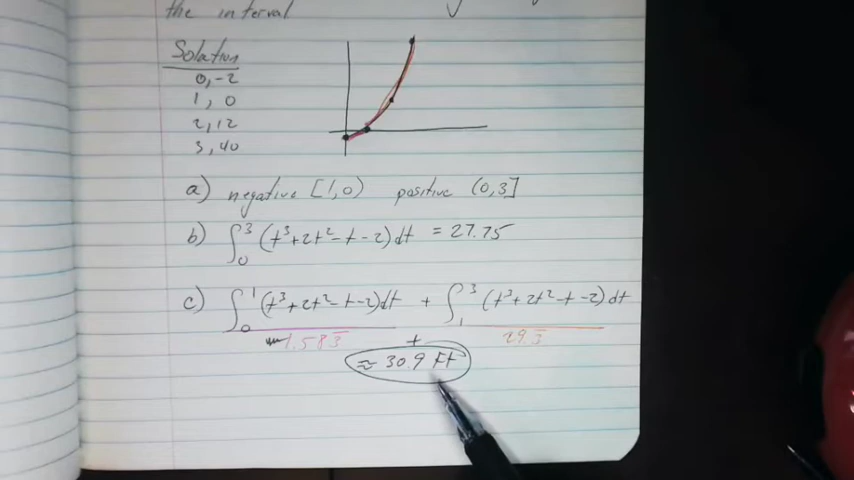 the interval
Solution
0, -2
1, 0
2, 12
3, 40
a) negative [1,0) positive (0,3]
b) ∫₀³ (t³+2t²-t-2)dt = 27.75
c) ∫₀¹ (t³+2t²-t-2)dt + ∫₁³ (t³+2t²-t-2)dt
1.583̅ + 29.3̅
≈ 30.9 ft